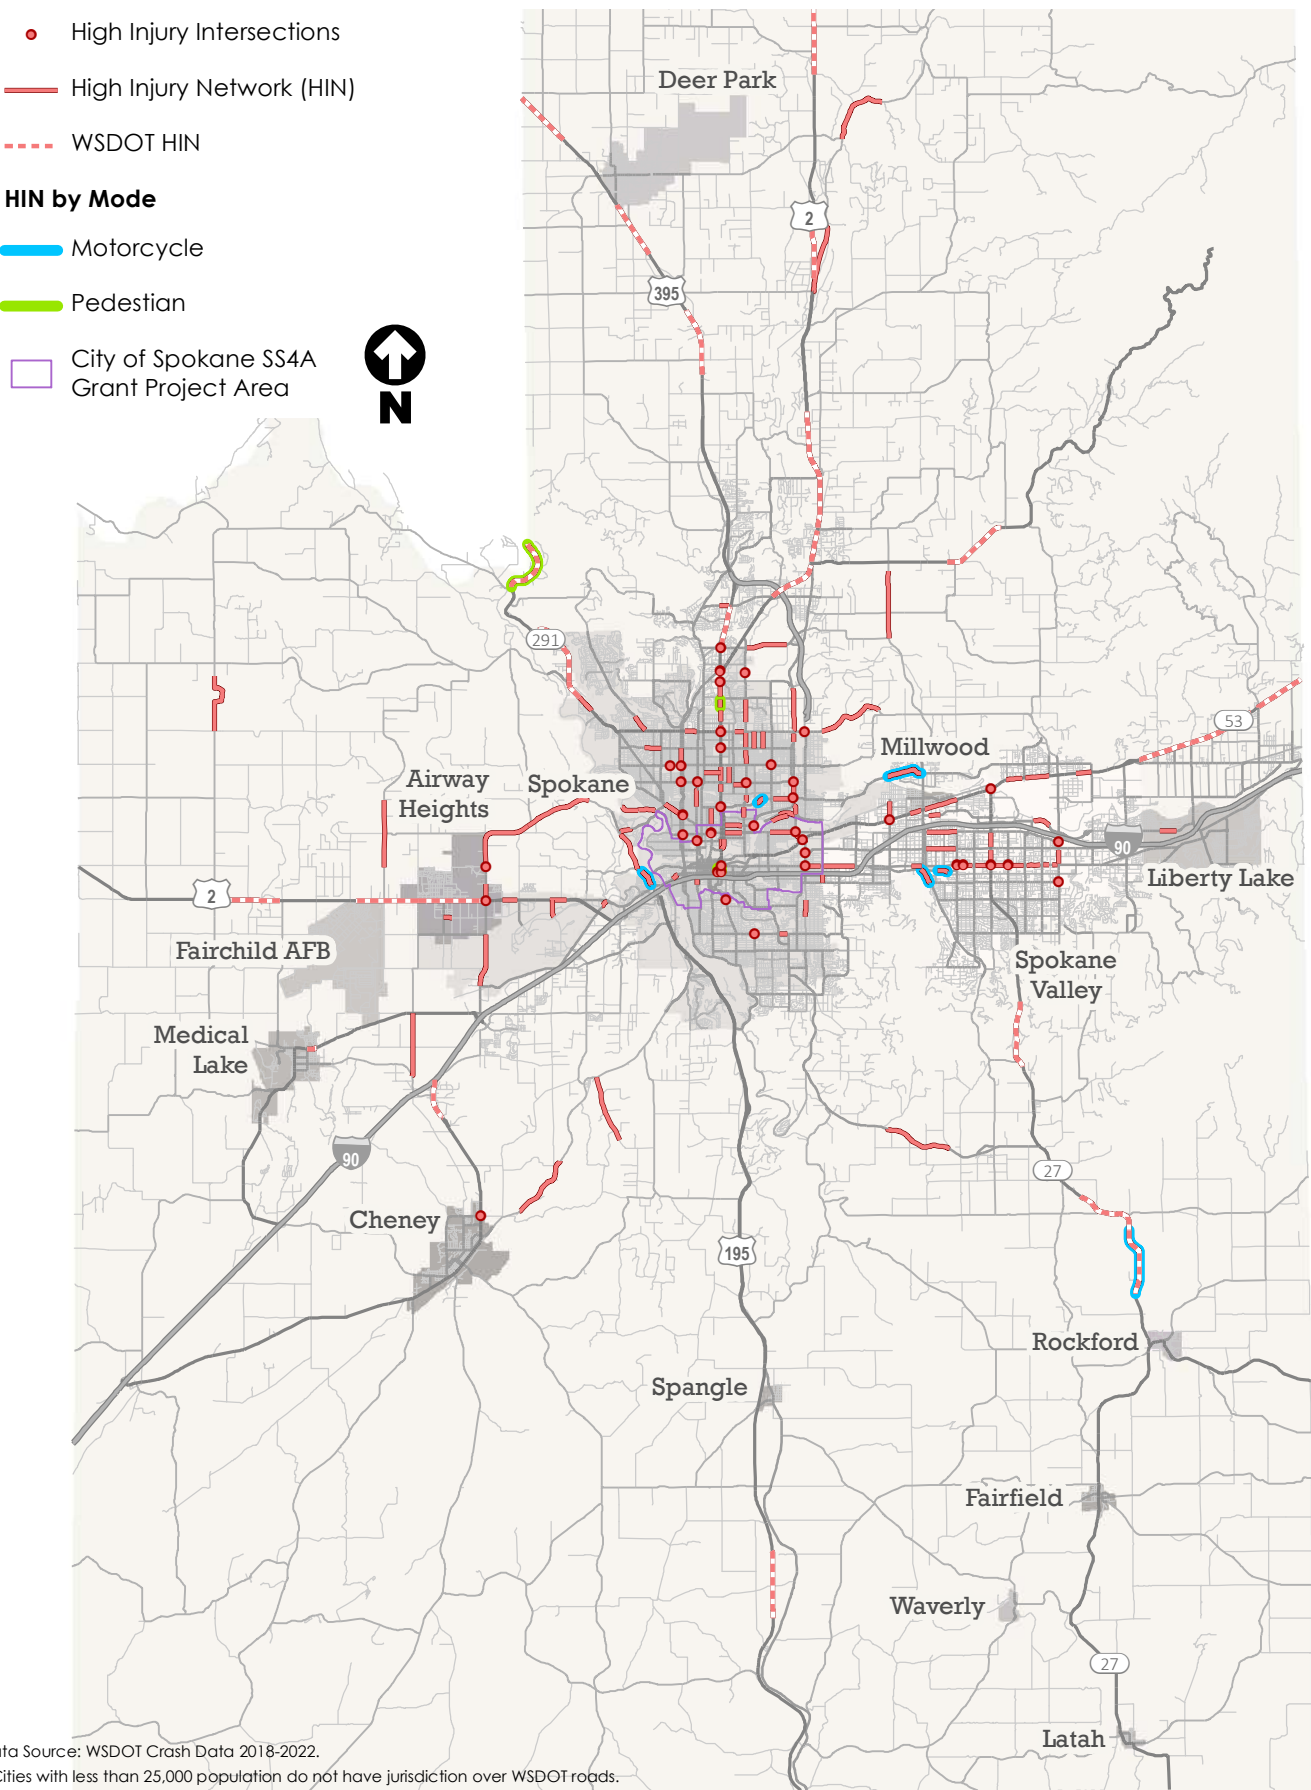 High Injury Intersections
High Injury Network (HIN)
WSDOT HIN
HIN by Mode
Motorcycle
Pedestian
City of Spokane SS4A
Grant Project Area
N
Deer Park
2
395
291
53
Millwood
Airway
Heights
Spokane
90
Liberty Lake
2
Fairchild AFB
Spokane
Valley
Medical
Lake
90
27
Cheney
195
Rockford
Spangle
Fairfield
Waverly
27
Latah
ata Source: WSDOT Crash Data 2018-2022.
Cities with less than 25,000 population do not have jurisdiction over WSDOT roads.